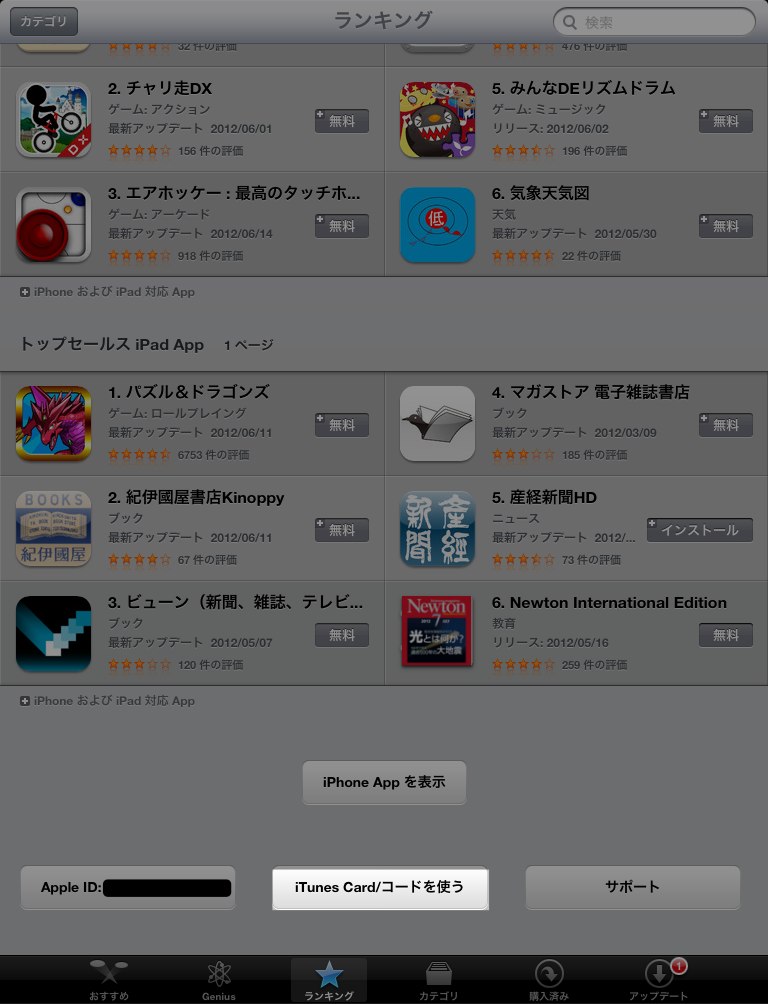 カテゴリ
ランキング
検索
32 件の評価
476 件の評価
2. チャリ走DX
ゲーム: アクション
最新アップデート 2012/06/01
156 件の評価
無料
DX
5. みんなDEリズムドラム
ゲーム: ミュージック
リリース: 2012/06/02
196 件の評価
無料
3. エアホッケー : 最高のタッチホ...
ゲーム: アーケード
最新アップデート 2012/06/14
918 件の評価
無料
低
6. 気象天気図
天気
最新アップデート 2012/05/30
22 件の評価
無料
iPhone および iPad 対応 App
トップセールス iPad App 1 ページ
1. パズル＆ドラゴンズ
ゲーム: ロールプレイング
最新アップデート 2012/06/11
6753 件の評価
無料
4. マガストア 電子雑誌書店
ブック
最新アップデート 2012/03/09
185 件の評価
無料
BOOKS
紀伊國屋
2. 紀伊國屋書店Kinoppy
ブック
最新アップデート 2012/06/11
67 件の評価
無料
産経
新聞
5. 産経新聞HD
ニュース
最新アップデート 2012/...
73 件の評価
インストール
3. ビューン（新聞、雑誌、テレビ...
ブック
最新アップデート 2012/05/07
120 件の評価
無料
Newton
7
光とは何か?
大地震
6. Newton International Edition
教育
リリース: 2012/05/16
259 件の評価
無料
iPhone および iPad 対応 App
iPhone App を表示
Apple ID:
iTunes Card/コードを使う
サポート
おすすめ
Genius
ランキング
カテゴリ
購入済み
1
アップデート